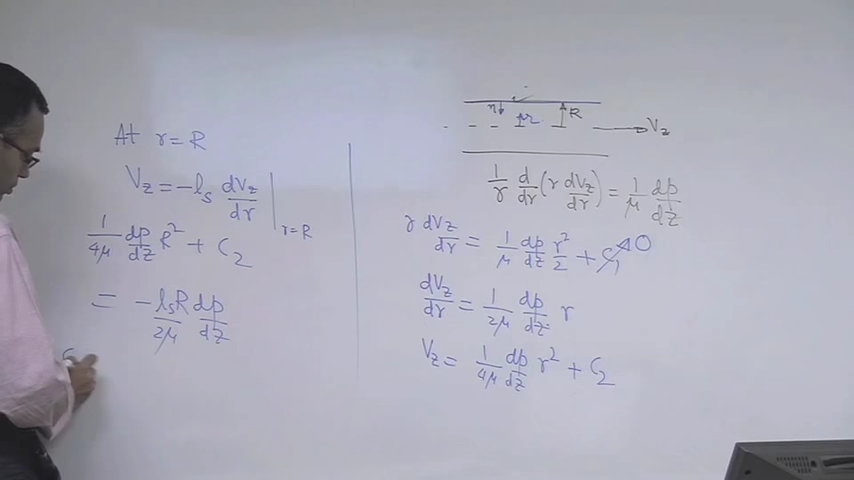 At r = R
V_z = -l_s dV_z/dr |_{r=R}
1/4μ dp/dz R² + C₂
= -l_s R/2μ dp/dz
C
n
r
R
V_z
1/r d/dr (r dV_z/dr) = 1/μ dp/dz
r dV_z/dr = 1/μ dp/dz r²/2 + C₁ 0
dV_z/dr = 1/2μ dp/dz r
V_z = 1/4μ dp/dz r² + C₂